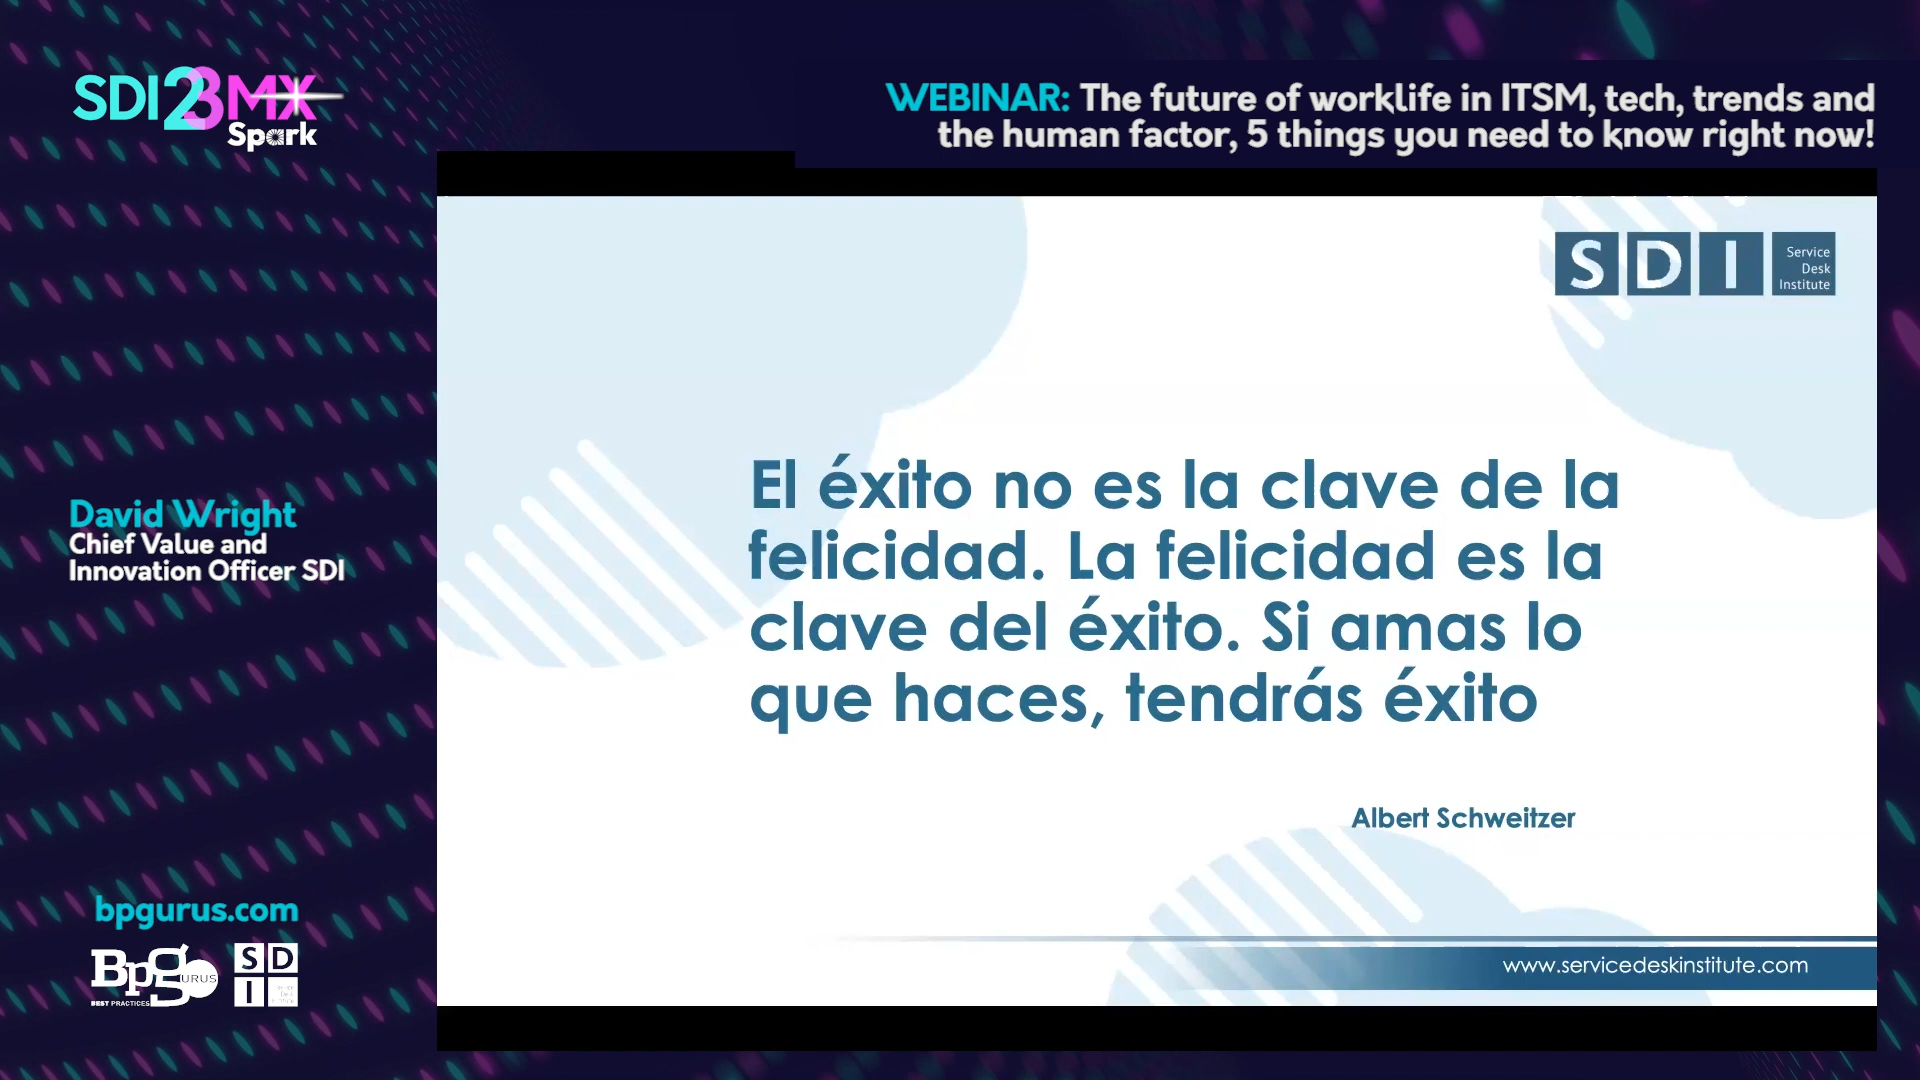 SDI23MX
Spark
WEBINAR: The future of worklife in ITSM, tech, trends and
the human factor, 5 things you need to know right now!
SDI
Service
Desk
Institute
El éxito no es la clave de la
felicidad. La felicidad es la
clave del éxito. Si amas lo
que haces, tendrás éxito
Albert Schweitzer
David Wright
Chief Value and
Innovation Officer SDI
bpgurus.com
BpGURUS
BEST PRACTICES
SD
I
www.servicedeskinstitute.com